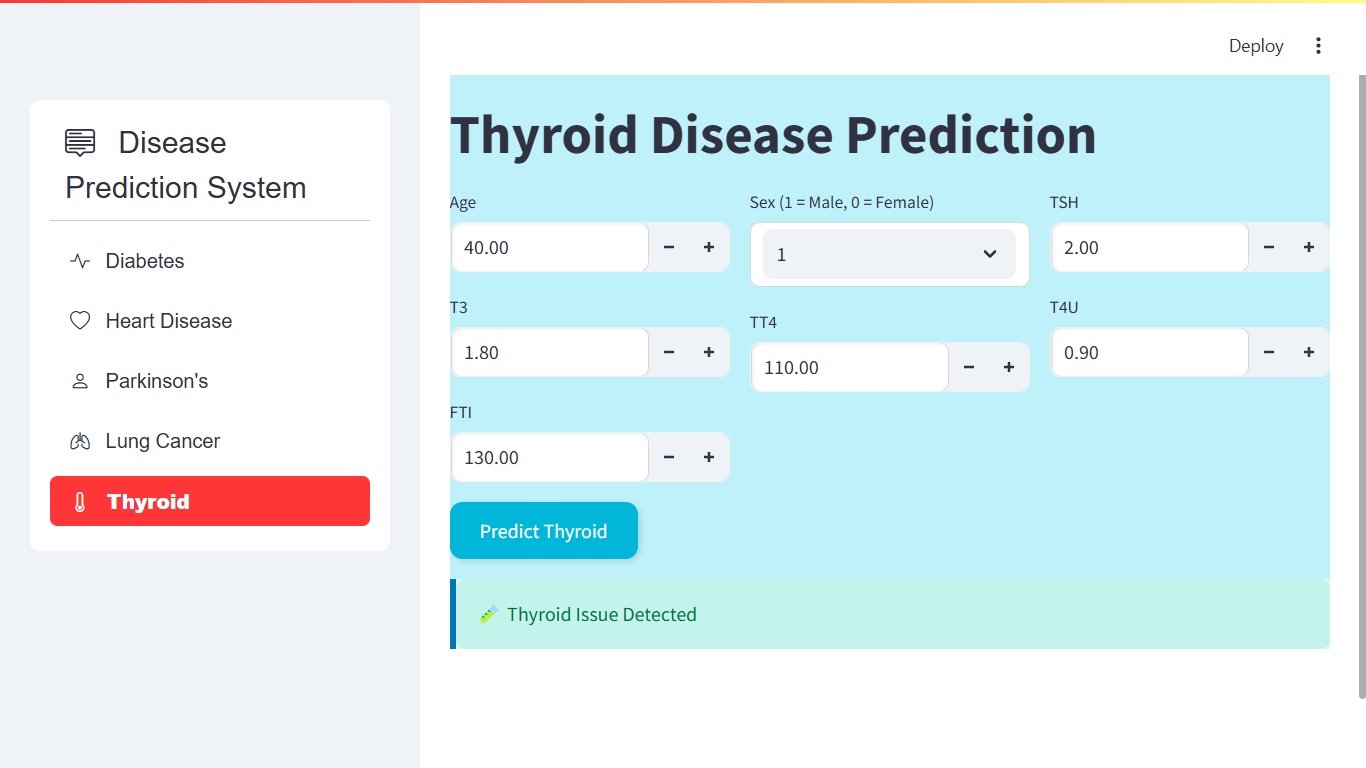 Deploy
Disease
Prediction System
Diabetes
Heart Disease
Parkinson's
Lung Cancer
Thyroid
Thyroid Disease Prediction
Age
Sex (1 = Male, 0 = Female)
TSH
40.00
1
2.00
T3
TT4
T4U
1.80
110.00
0.90
FTI
130.00
Predict Thyroid
Thyroid Issue Detected